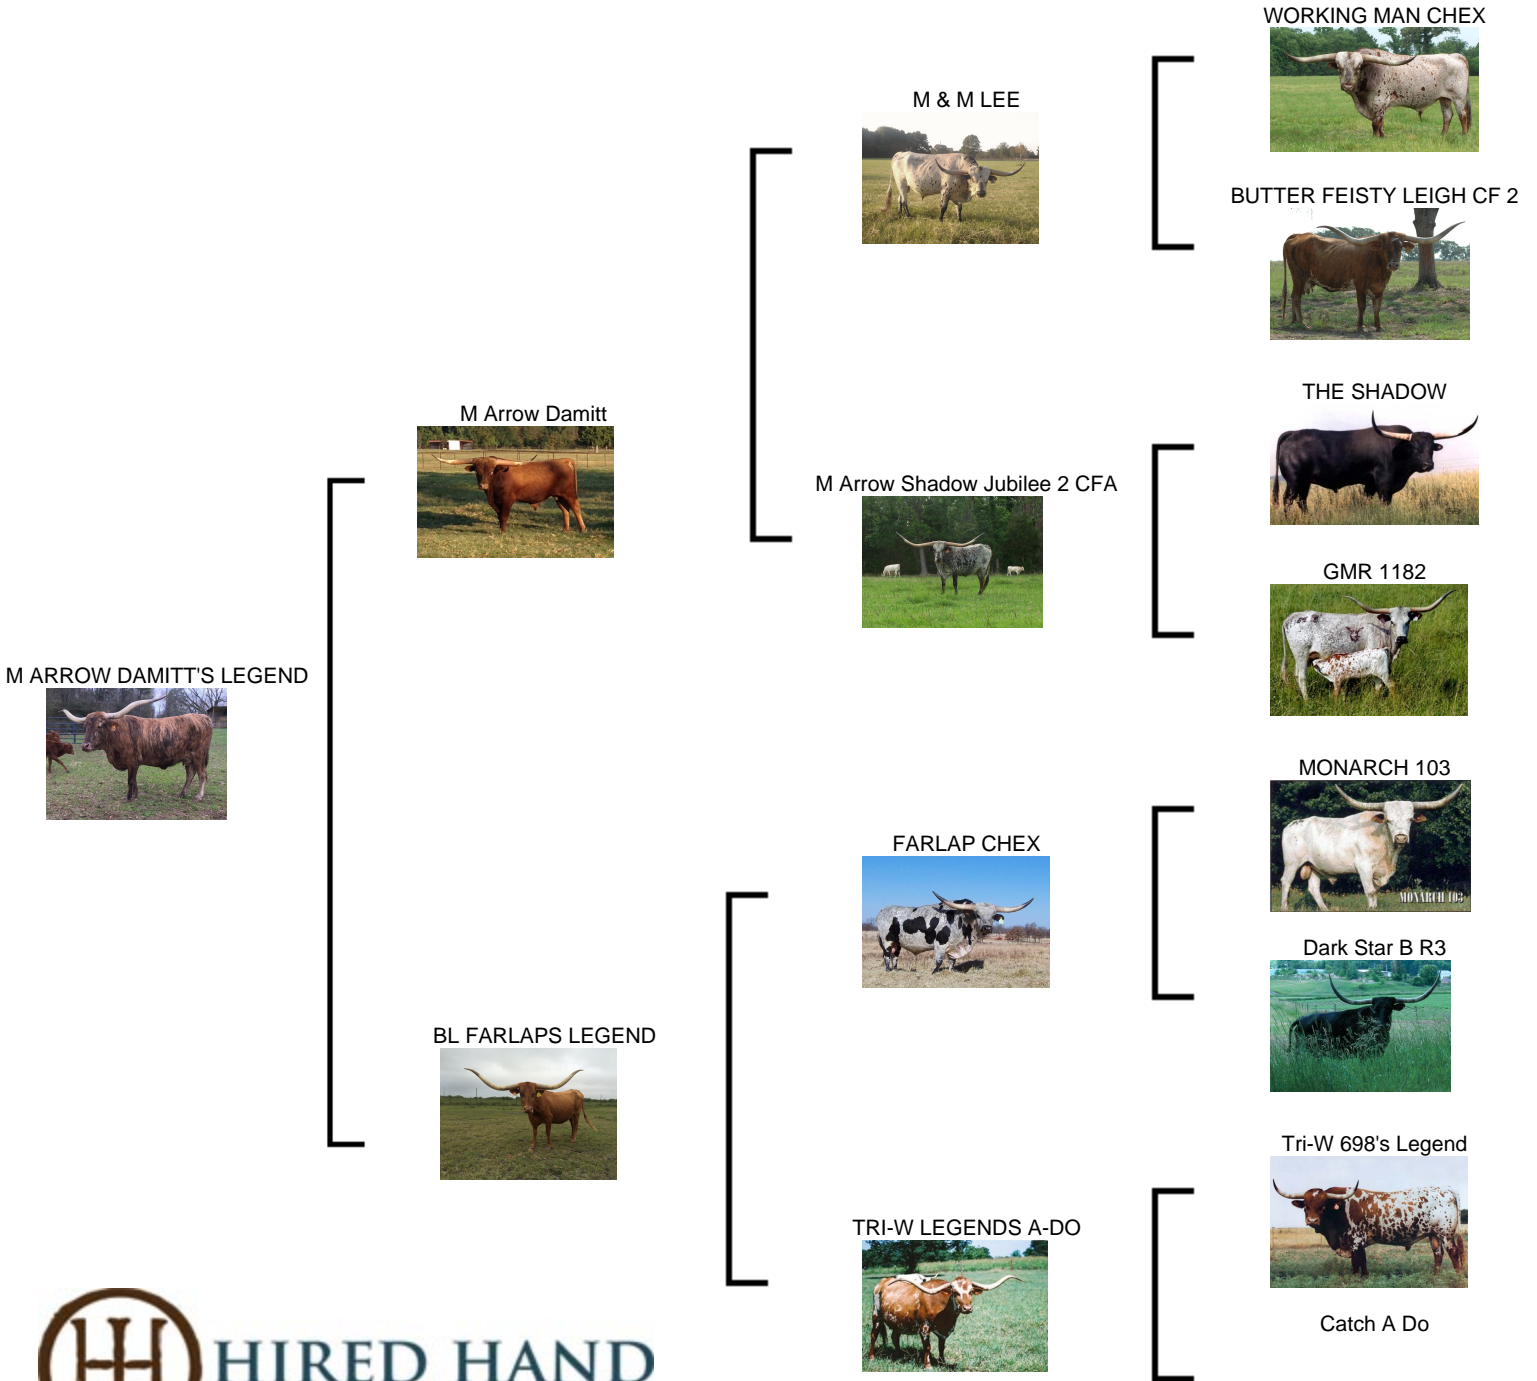 WORKING MAN CHEX
M & M LEE
BUTTER FEISTY LEIGH CF 2
THE SHADOW
M Arrow Damitt
M Arrow Shadow Jubilee 2 CFA
GMR 1182
M ARROW DAMITT'S LEGEND
MONARCH 103
MONARCH 103
FARLAP CHEX
Dark Star B R3
BL FARLAPS LEGEND
Tri-W 698's Legend
TRI-W LEGENDS A-DO
Catch A Do
HIRED HAND